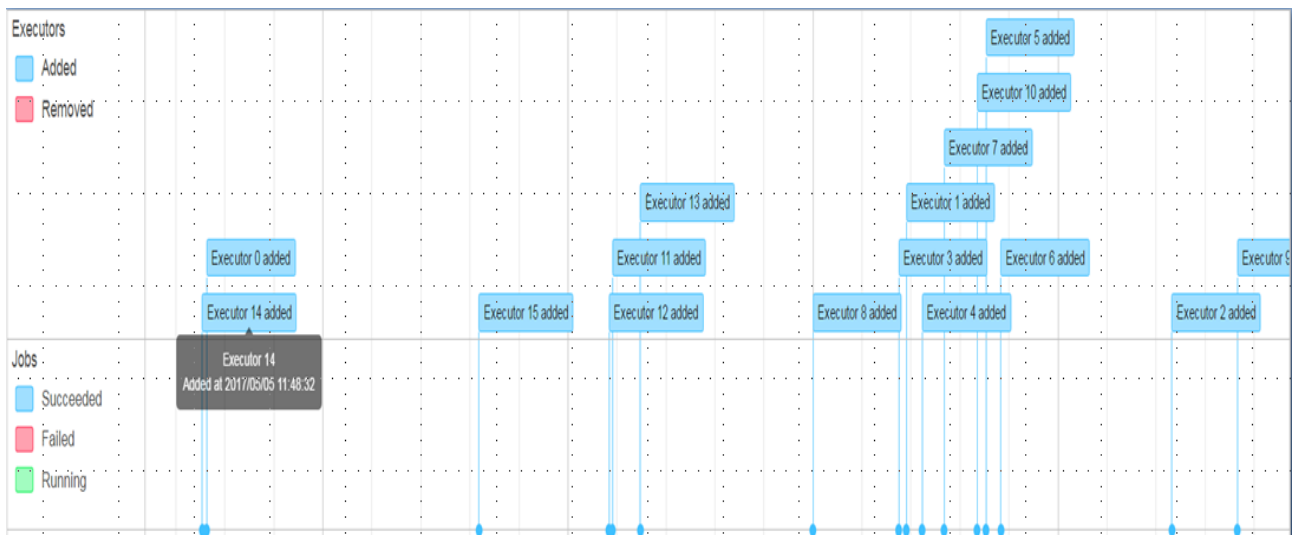 Executors
Added
Removed
Executor 5 added
Executor 10 added
Executor 7 added
Executor 13 added
Executor 1 added
Executor 0 added
Executor 11 added
Executor 3 added
Executor 6 added
Executor 9
Executor 14 added
Executor 15 added
Executor 12 added
Executor 8 added
Executor 4 added
Executor 2 added
Executor 14
Added at 2017/05/05 11:48:32
Jobs
Succeeded
Failed
Running